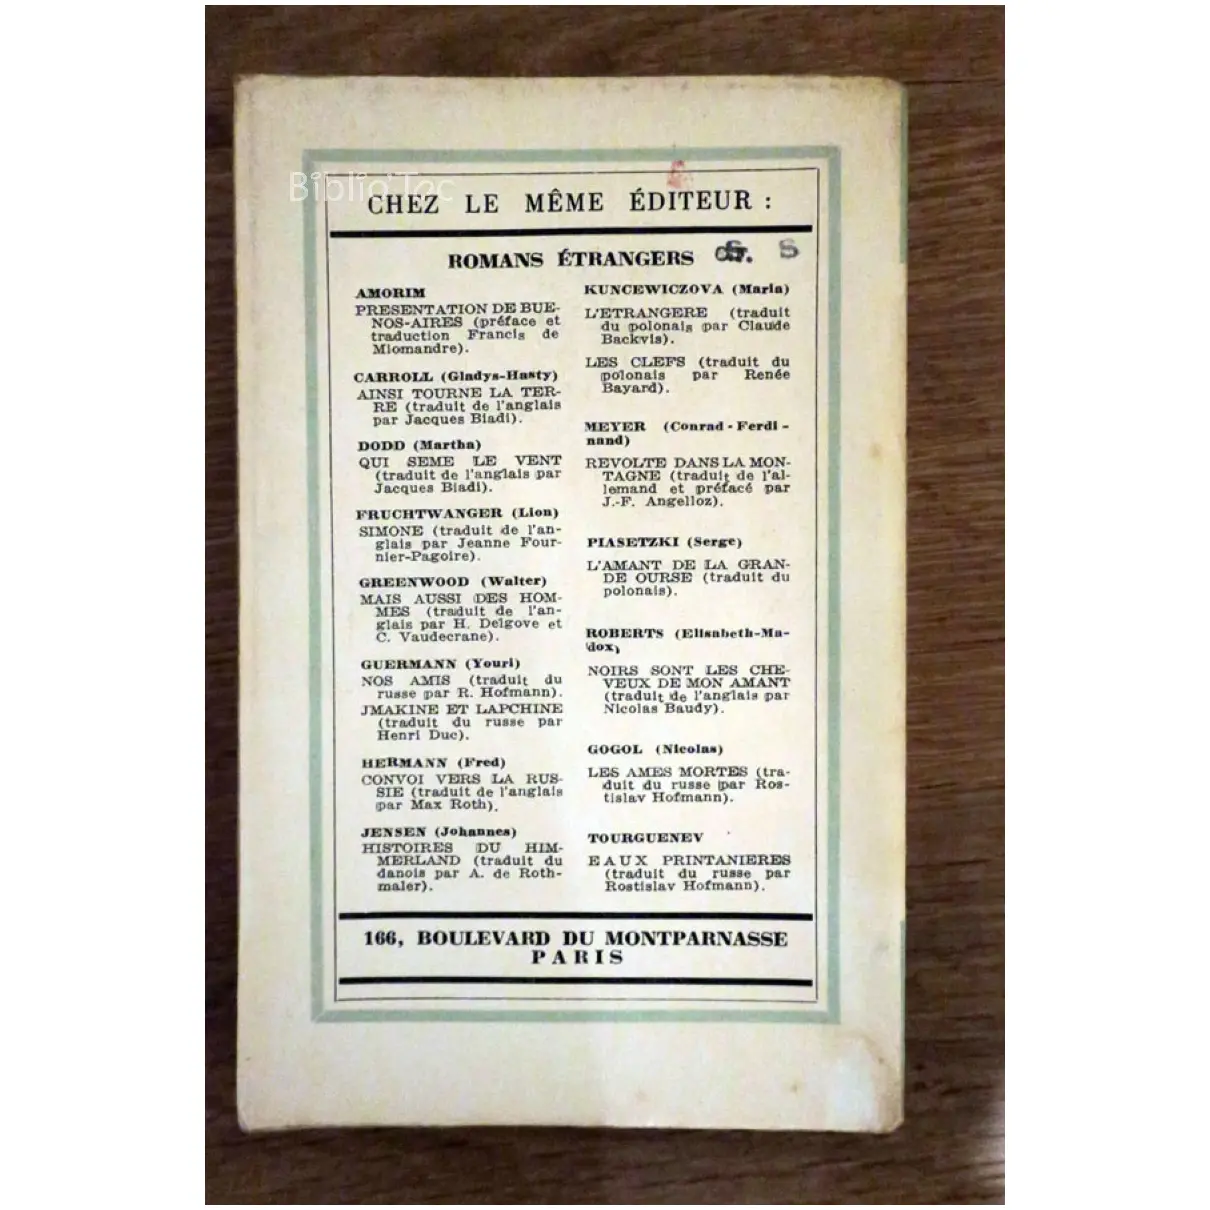 Biblio'Tec
CHEZ LE MÊME ÉDITEUR :
ROMANS ÉTRANGERS
S
AMORIM
PRESENTATION DE BUE-
NOS-AIRES (préface et
traduction Francis de
Miomandre).
CARROLL (Gladys-Hasty)
AINSI TOURNE LA TER-
RE (traduit de l'anglais
par Jacques Biadi).
DODD (Martha)
QUI SEME LE VENT
(traduit de l'anglais par
Jacques Biadi).
FRUCHTWANGER (Lion)
SIMONE (traduit de l'an-
glais par Jeanne Four-
nier-Pagoire).
GREENWOOD (Walter)
MAIS AUSSI DES HOM-
MES (traduit de l'an-
glais par H. Delgove et
C. Vaudecrane).
GUERMANN (Youri)
NOS AMIS (traduit du
russe par R. Hofmann).
JMAKINE ET LAPCHINE
(traduit du russe par
Henri Duc).
HERMANN (Fred)
CONVOI VERS LA RUS-
SIE (traduit de l'anglais
par Max Roth).
JENSEN (Johannes)
HISTOIRES DU HIM-
MERLAND (traduit du
danois par A. de Roth-
maler).
KUNCEWICZOVA (Maria)
L'ETRANGERE (traduit
du polonais par Claude
Backvis).
LES CLEFS (traduit du
polonais par Renée
Bayard).
MEYER (Conrad-Ferdi-
nand)
REVOLTE DANS LA MON-
TAGNE (traduit de l'al-
lemand et préfacé par
J.-F. Angelloz).
PIASETZKI (Serge)
L'AMANT DE LA GRAN-
DE OURSE (traduit du
polonais).
ROBERTS (Elisabeth-Ma-
dox)
NOIRS SONT LES CHE-
VEUX DE MON AMANT
(traduit de l'anglais par
Nicolas Baudy).
GOGOL (Nicolas)
LES AMES MORTES (tra-
duit du russe par Ros-
tislav Hofmann).
TOURGUENEV
EAUX PRINTANIERES
(traduit du russe par
Rostislav Hofmann).
166, BOULEVARD DU MONTPARNASSE
PARIS